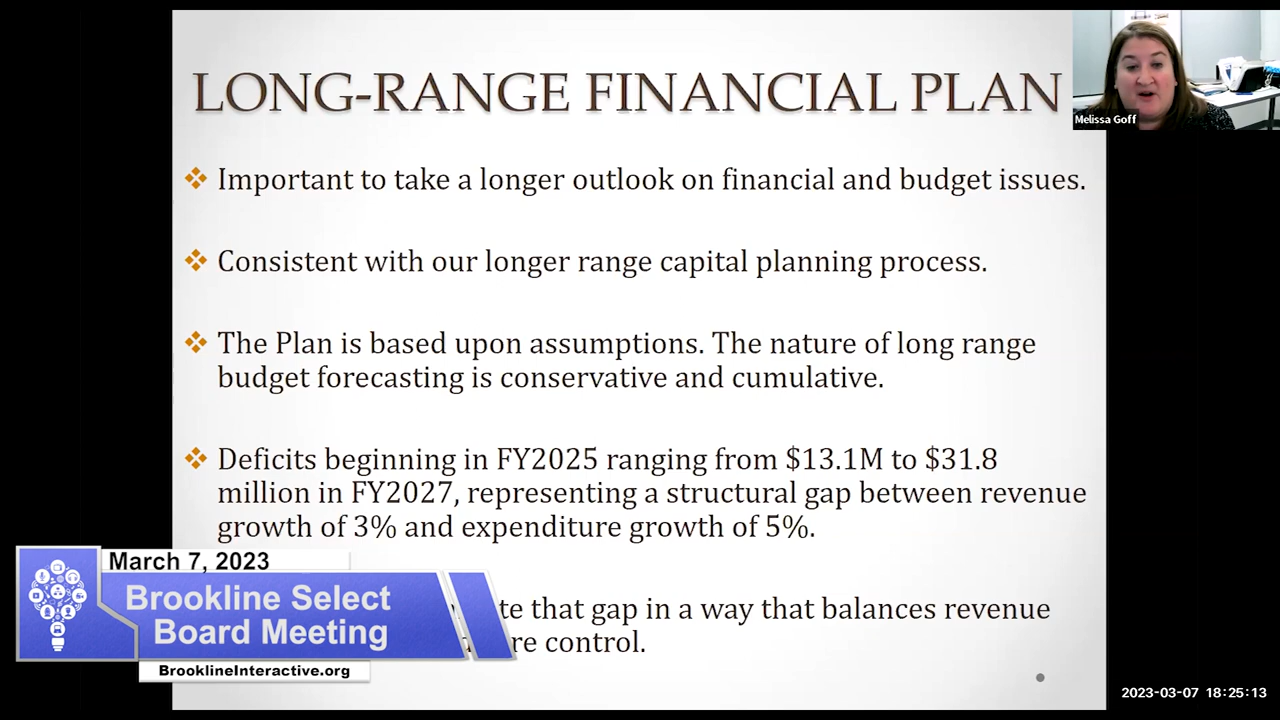 LONG-RANGE FINANCIAL PLAN
Melissa Goff
Important to take a longer outlook on financial and budget issues.
Consistent with our longer range capital planning process.
The Plan is based upon assumptions. The nature of long range
budget forecasting is conservative and cumulative.
Deficits beginning in FY2025 ranging from $13.1M to $31.8
million in FY2027, representing a structural gap between revenue
growth of 3% and expenditure growth of 5%.
that gap in a way that balances revenue
control.
March 7, 2023
Brookline Select
Board Meeting
BrooklineInteractive.org
2023-03-07 18:25:13